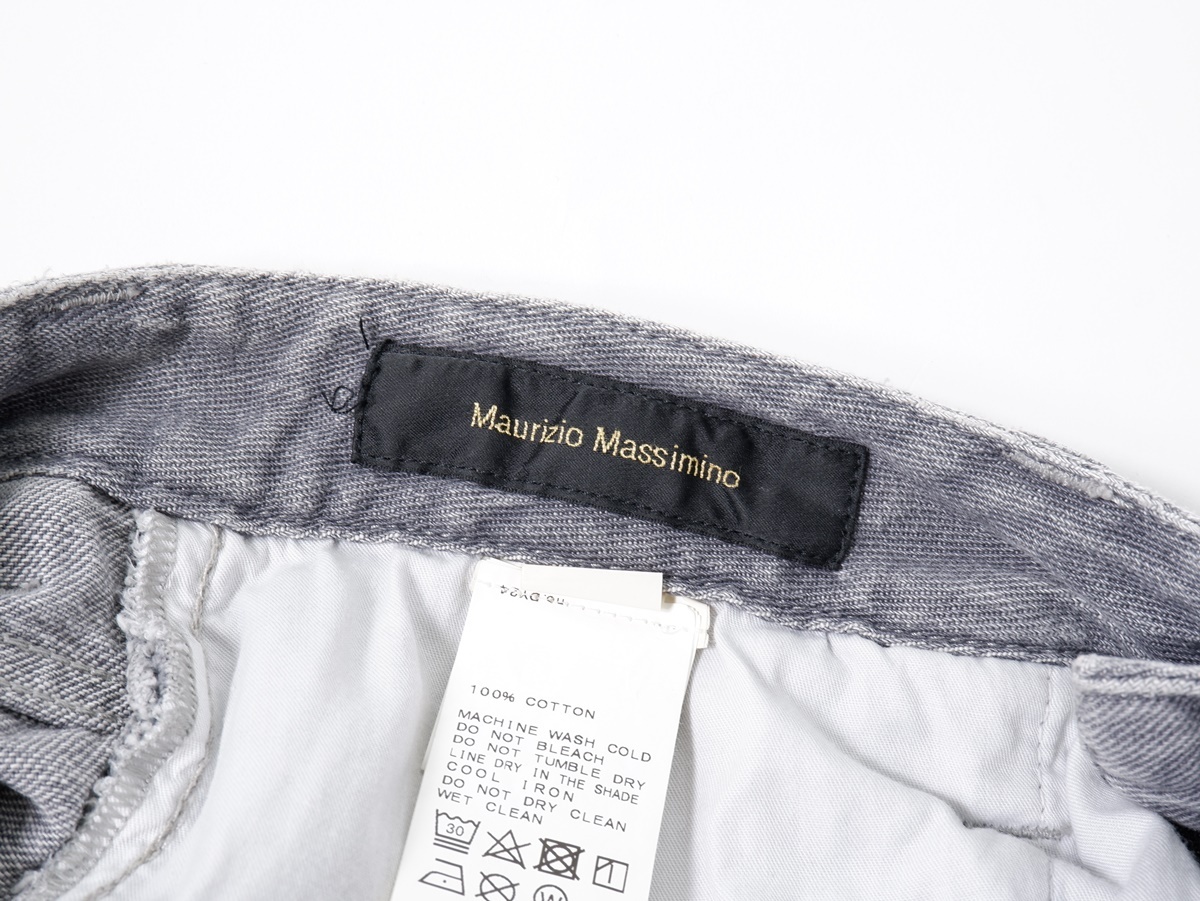 Maurizio Massimino
100% COTTON
MACHINE WASH COLD
DO NOT BLEACH
DO NOT TUMBLE DRY
LINE DRY IN THE SHADE
COOL IRON
DO NOT DRY CLEAN
WET CLEAN
30
W